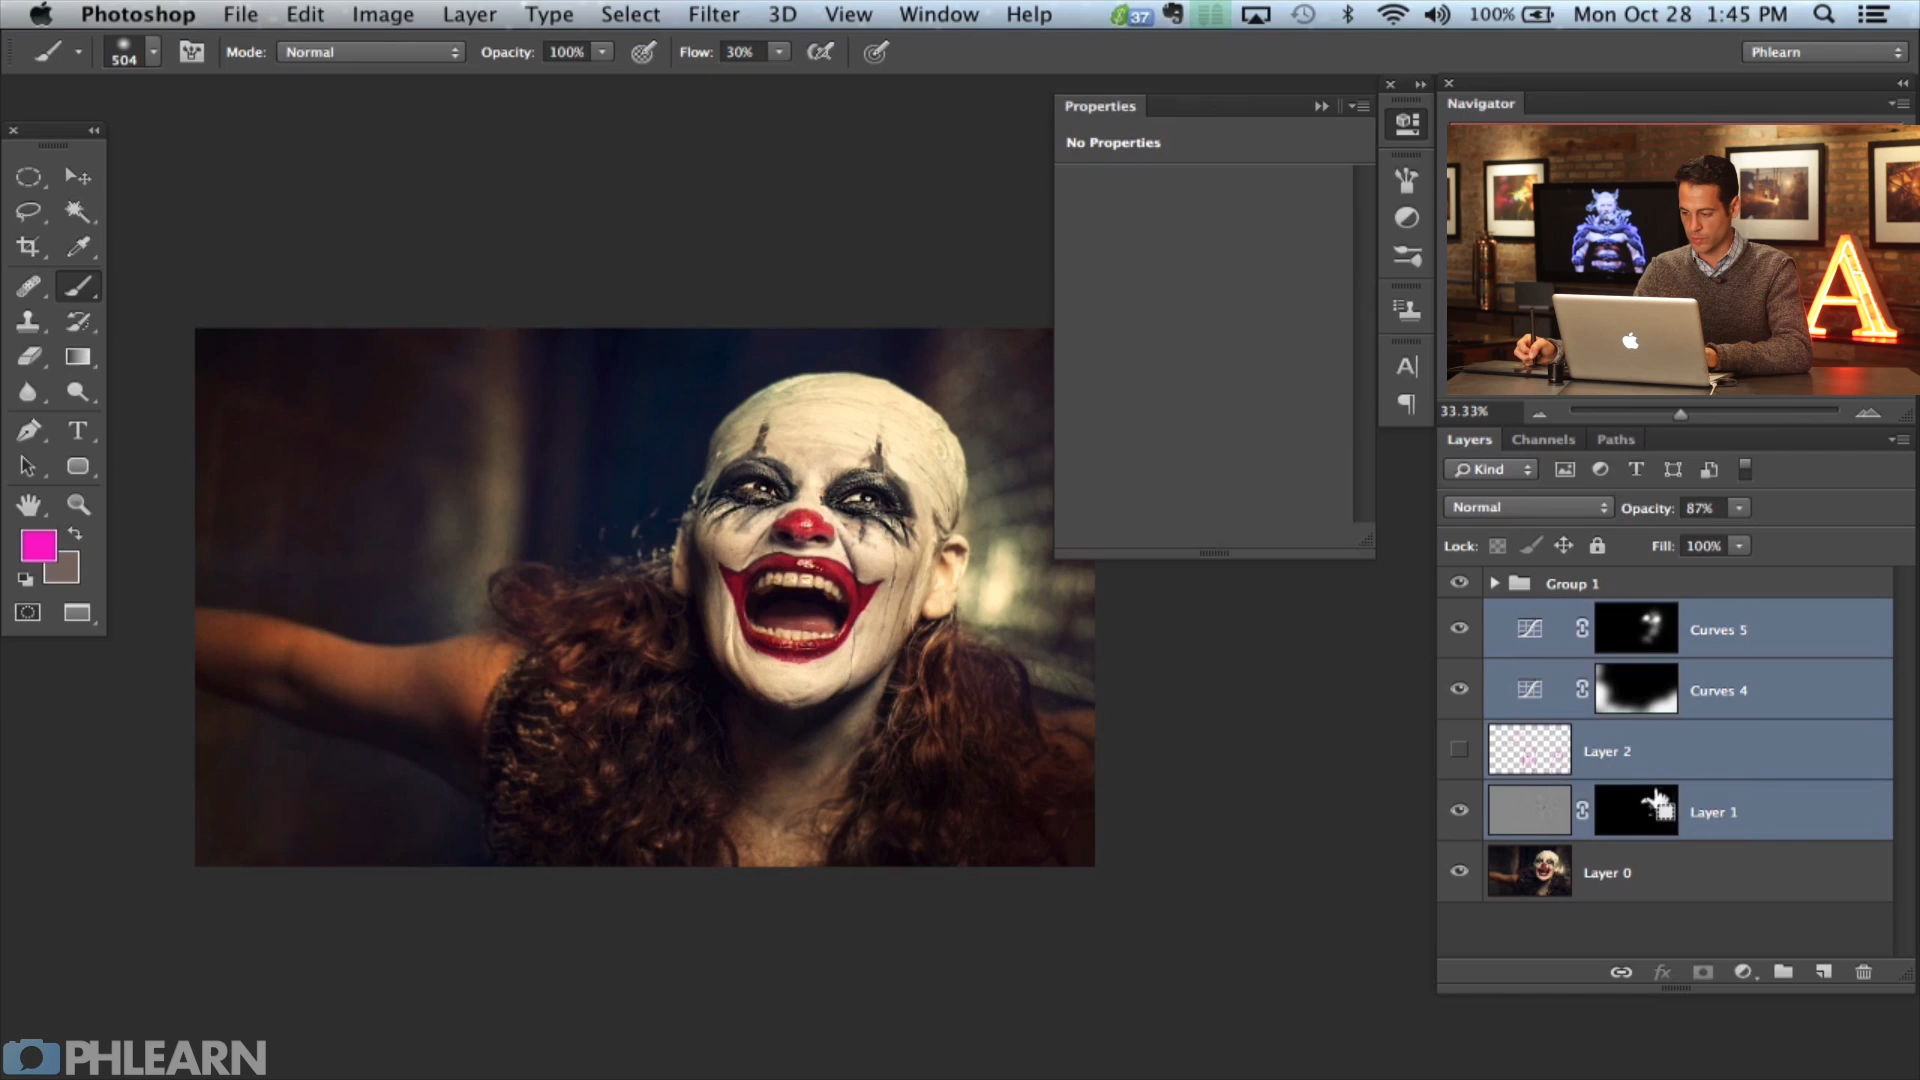 Photoshop File Edit Image Layer Type Select Filter 3D View Window Help 37 100% Mon Oct 28 1:45 PM
504 Mode: Normal Opacity: 100% Flow: 30% Phlearn
Properties
No Properties
Navigator
A
33.33%
Layers Channels Paths
Kind
Normal Opacity: 87%
Lock: Fill: 100%
Group 1
Curves 5
Curves 4
Layer 2
Layer 1
Layer 0
PHLEARN